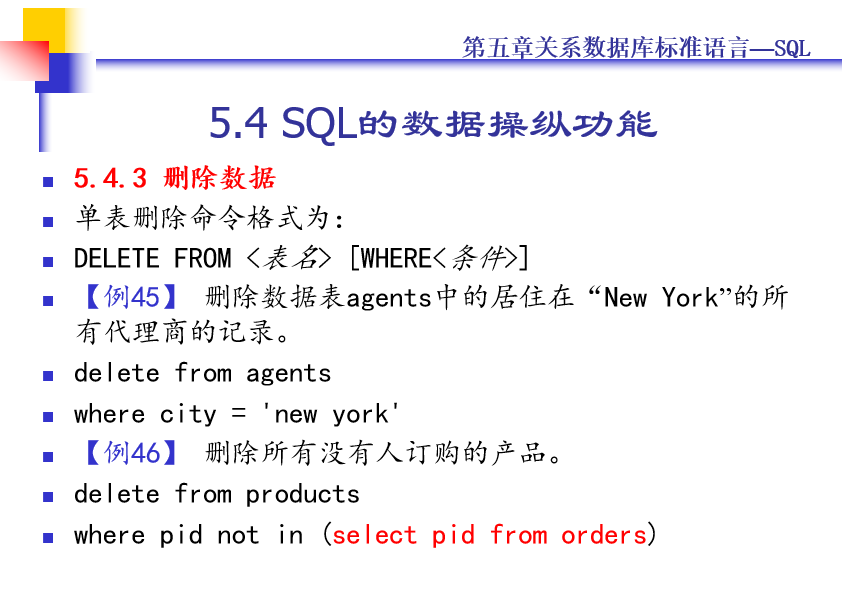 第五章关系数据库标准语言—SQL
5.4 SQL的数据操纵功能
5.4.3 删除数据
单表删除命令格式为：
DELETE FROM <表名> [WHERE<条件>]
【例45】 删除数据表agents中的居住在“New York”的所
有代理商的记录。
delete from agents
where city = 'new york'
【例46】 删除所有没有人订购的产品。
delete from products
where pid not in (select pid from orders)